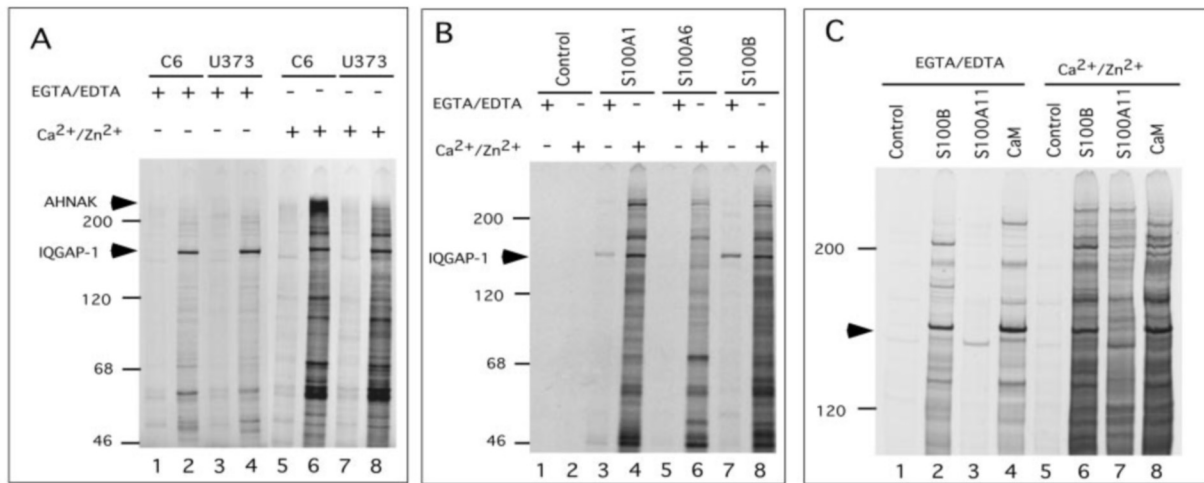 A
C6 U373 C6 U373
EGTA/EDTA + + + + - - - -
Ca2+/Zn2+ - - - - + + + +
AHNAK
200
IQGAP-1
120
68
46
1 2 3 4 5 6 7 8
B
Control S100A1 S100A6 S100B
EGTA/EDTA + - + - + - + -
Ca2+/Zn2+ - + - + - + - +
200
IQGAP-1
120
68
46
1 2 3 4 5 6 7 8
C
EGTA/EDTA Ca2+/Zn2+
Control S100B S100A11 CaM Control S100B S100A11 CaM
200
120
1 2 3 4 5 6 7 8